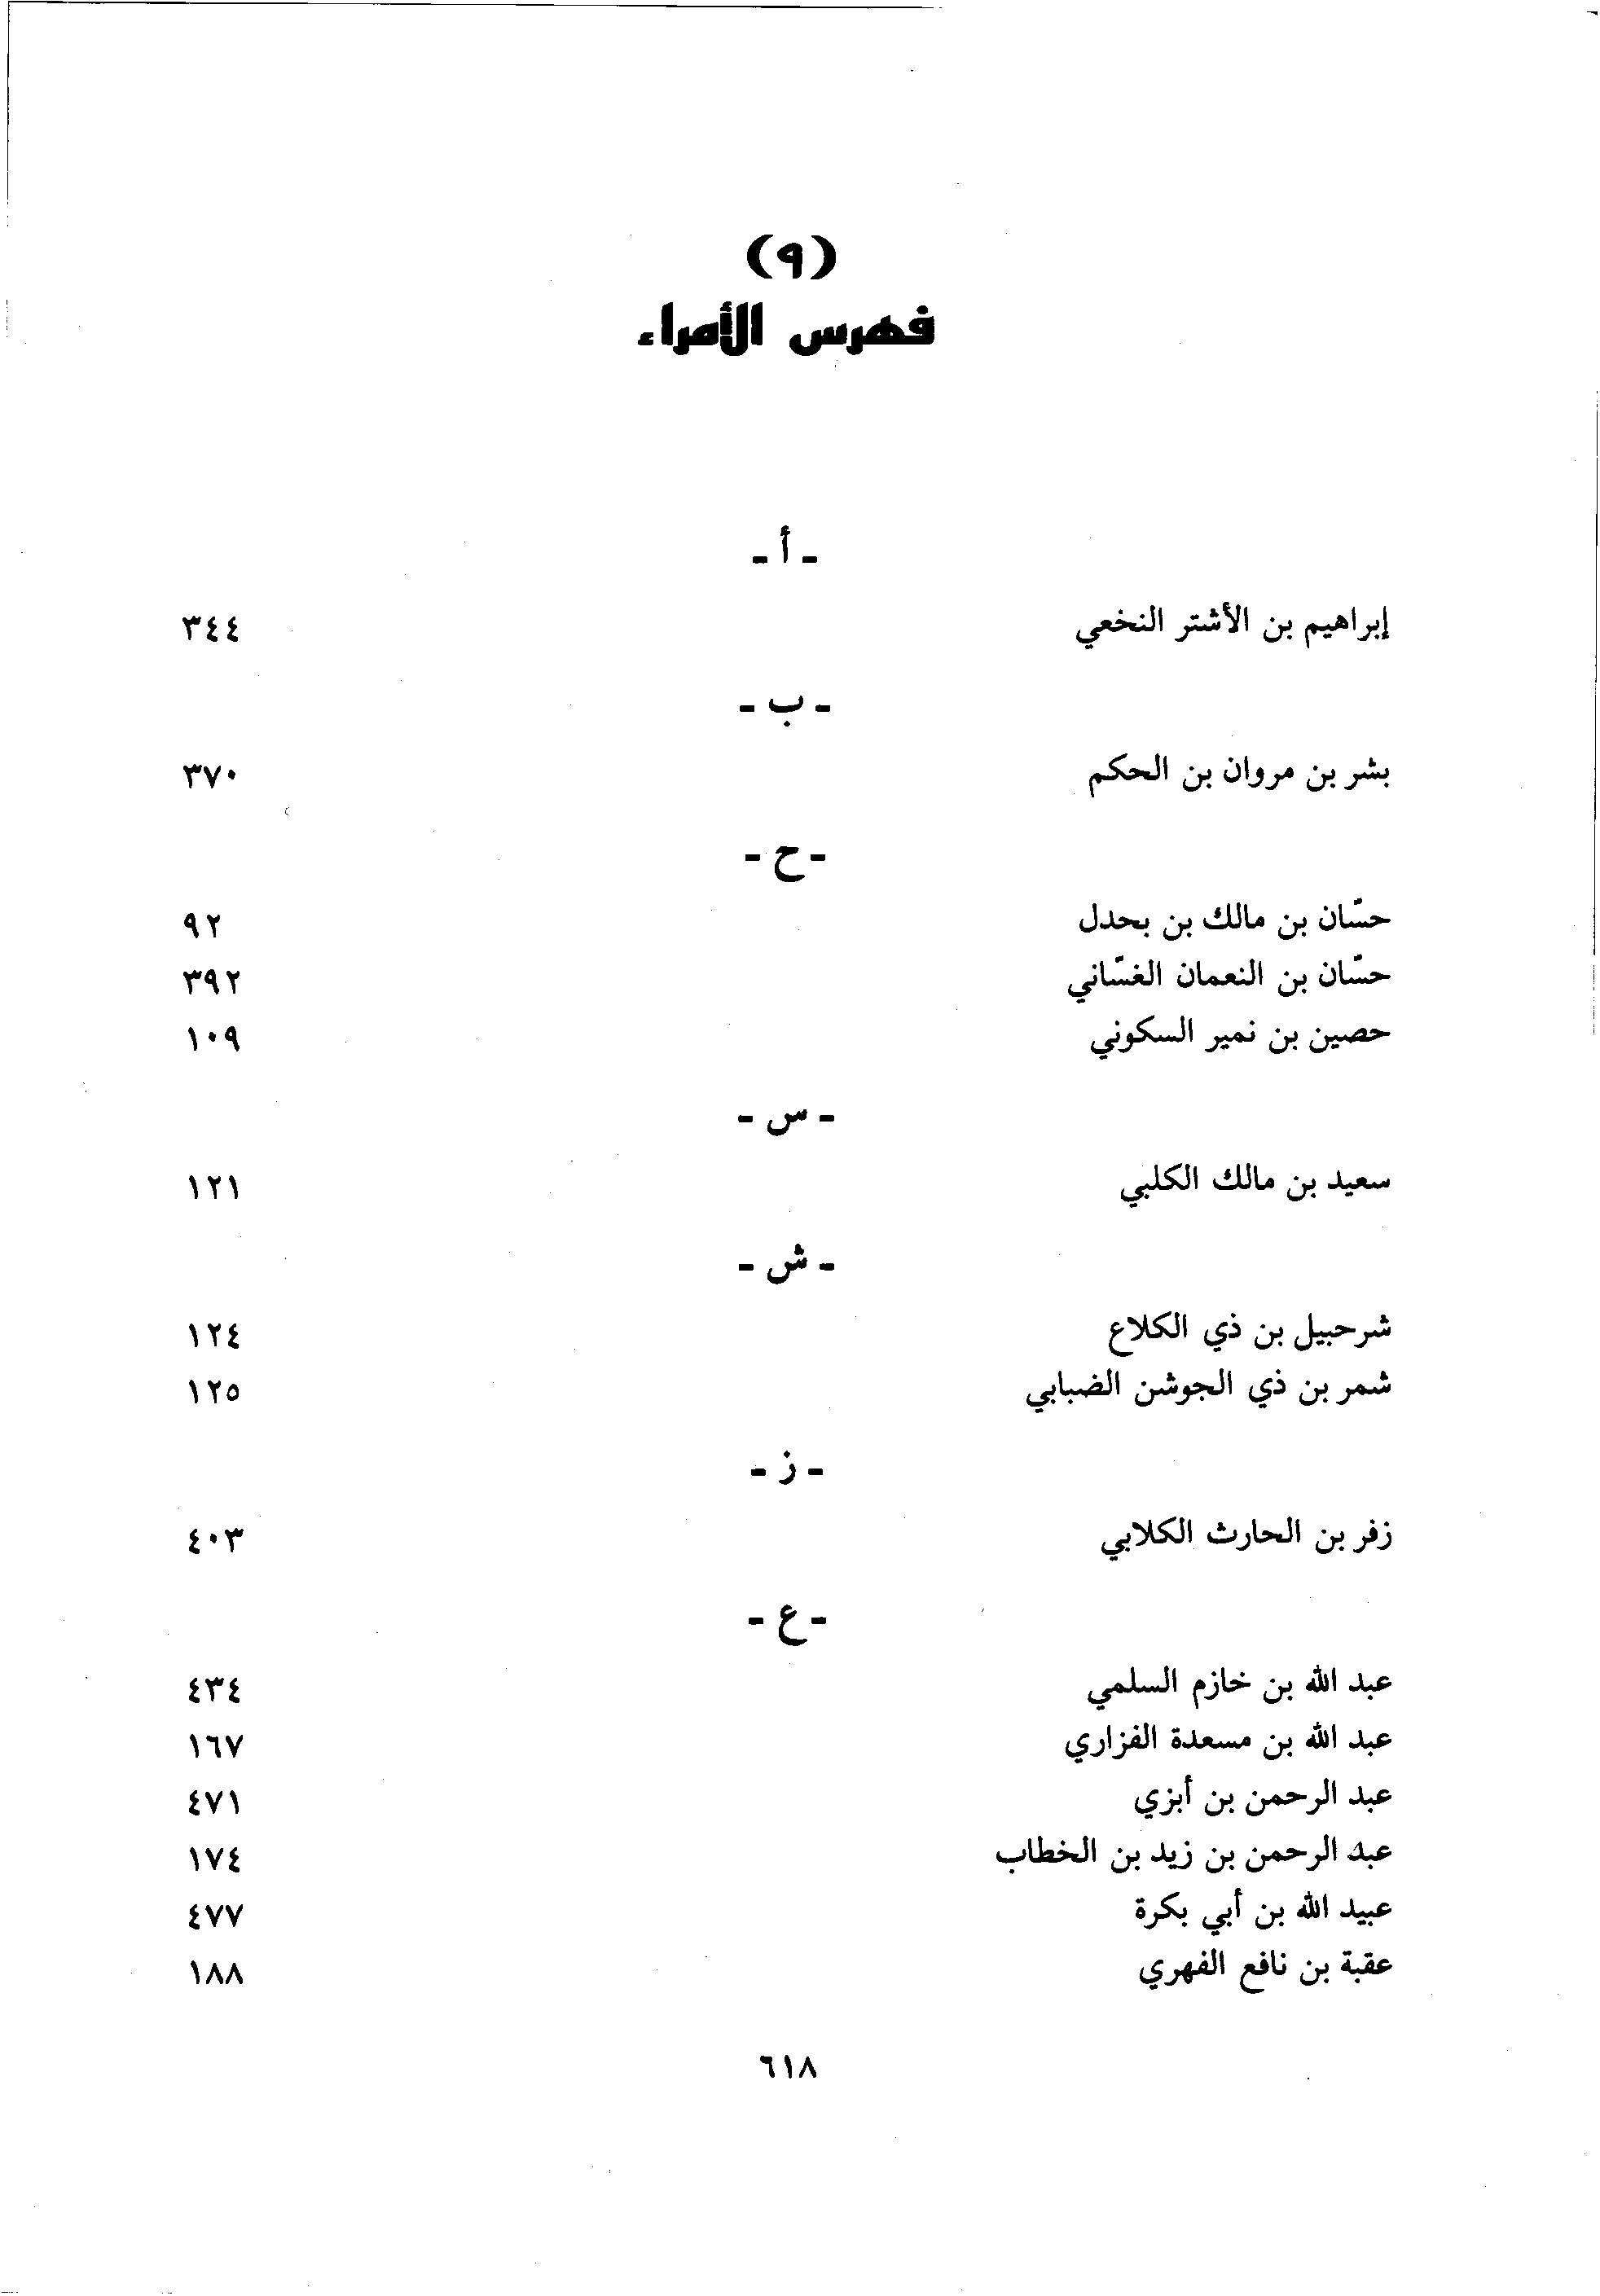 (٩)
فهرس الأمراء
- أ -
إبراهيم بن الأشتر النخعي ٣٤٤
- ب -
بشر بن مروان بن الحكم ٣٧٠
- ح -
حسّان بن مالك بن بحدل ٩٢
حسّان بن النعمان الغسّاني ٣٩٢
حصين بن نمير السكوني ١٠٩
- س -
سعيد بن مالك الكلبي ١٢١
- ش -
شرحبيل بن ذي الكلاع ١٢٤
شمر بن ذي الجوشن الضبابي ١٢٥
- ز -
زفر بن الحارث الكلابي ٤٠٣
- ع -
عبد الله بن خازم السلمي ٤٣٤
عبد الله بن مسعدة الفزاري ١٦٧
عبد الرحمن بن أبزي ٤٧١
عبد الرحمن بن زيد بن الخطاب ١٧٤
عبيد الله بن أبي بكرة ٤٧٧
عقبة بن نافع الفهري ١٨٨
٦١٨